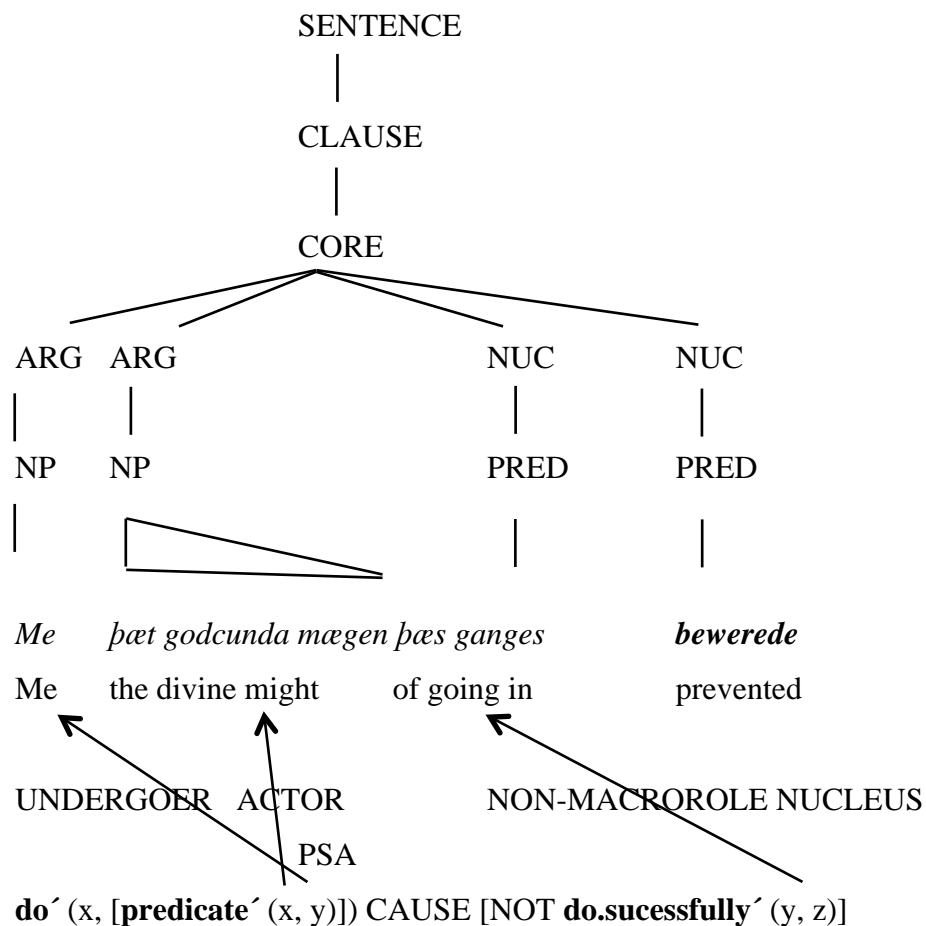 SENTENCE
CLAUSE
CORE
ARG ARG NUC NUC
NP NP PRED PRED
Me þæt godcunda mægen þæs ganges bewerede
Me the divine might of going in prevented
UNDERGOER ACTOR NON-MACROROLE NUCLEUS
PSA
do´ (x, [predicate´ (x, y)]) CAUSE [NOT do.sucessfully´ (y, z)]